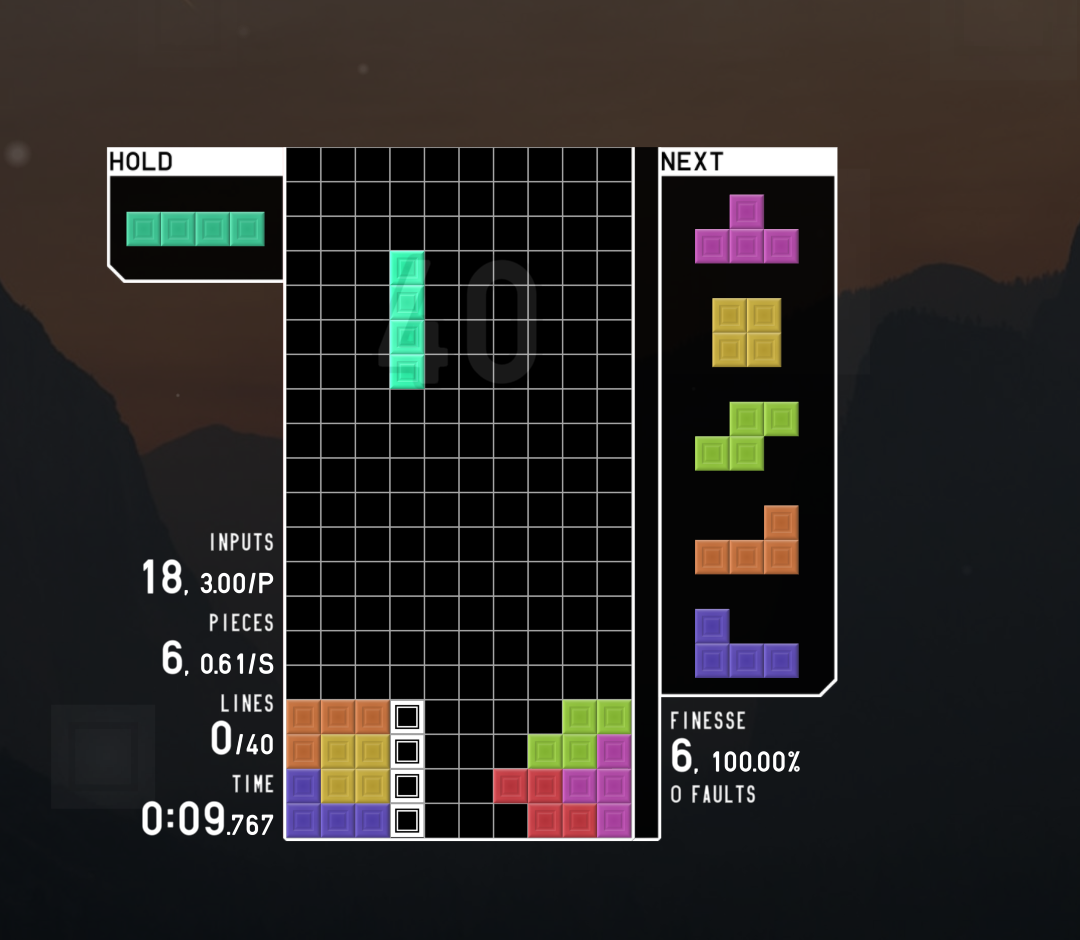 HOLD
NEXT
40
INPUTS
18, 3.00/P
PIECES
6, 0.61/S
LINES
0/40
TIME
0:09.767
FINESSE
6, 100.00%
0 FAULTS